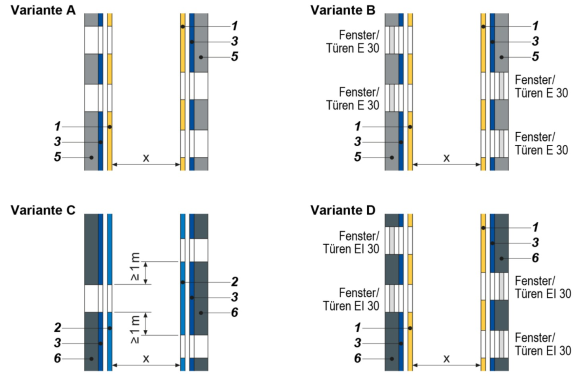 Variante A
1
3
5
1
3
5
x
Variante B
Fenster/
Türen E 30
Fenster/
Türen E 30
1
3
5
Fenster/
Türen E 30
Fenster/
Türen E 30
1
3
5
x
Variante C
≥ 1 m
≥ 1 m
2
3
6
2
3
6
x
Variante D
Fenster/
Türen EI 30
Fenster/
Türen EI 30
1
3
6
Fenster/
Türen EI 30
Fenster/
Türen EI 30
1
3
6
x